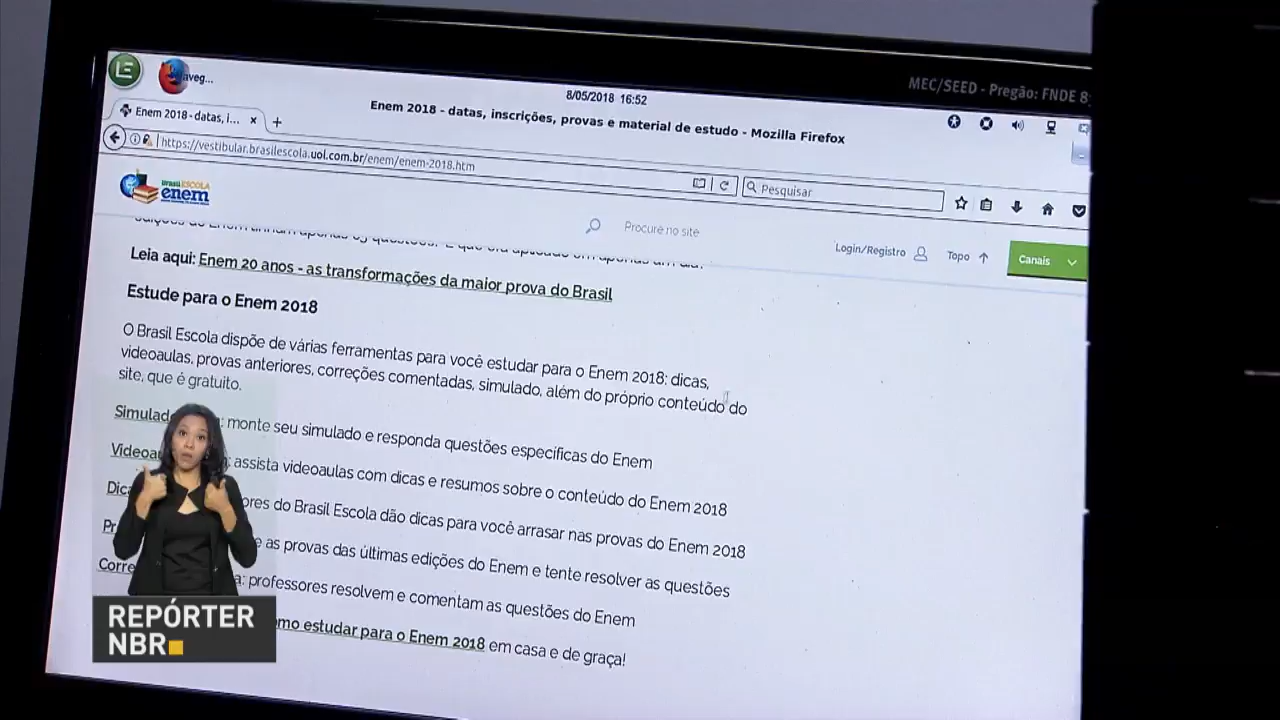 MEC/SEED - Pregão: FNDE 8
aveg...
8/05/2018 16:52
Enem 2018 - datas, inscrições, provas e material de estudo - Mozilla Firefox
Enem 2018 - datas, i...
https://vestibular.brasilescola.uol.com.br/enem/enem-2018.htm
Pesquisar
BrasilESCOLA
enem
Procure no site
Login/Registro
Topo
Canais
Leia aqui: Enem 20 anos - as transformações da maior prova do Brasil
Estude para o Enem 2018
O Brasil Escola dispõe de várias ferramentas para você estudar para o Enem 2018: dicas,
videoaulas, provas anteriores, correções comentadas, simulado, além do próprio conteúdo do
site, que é gratuito.
: monte seu simulado e responda questões específicas do Enem
: assista videoaulas com dicas e resumos sobre o conteúdo do Enem 2018
do Brasil Escola dão dicas para você arrasar nas provas do Enem 2018
as provas das últimas edições do Enem e tente resolver as questões
: professores resolvem e comentam as questões do Enem
estudar para o Enem 2018 em casa e de graça!
REPÓRTER
NBR